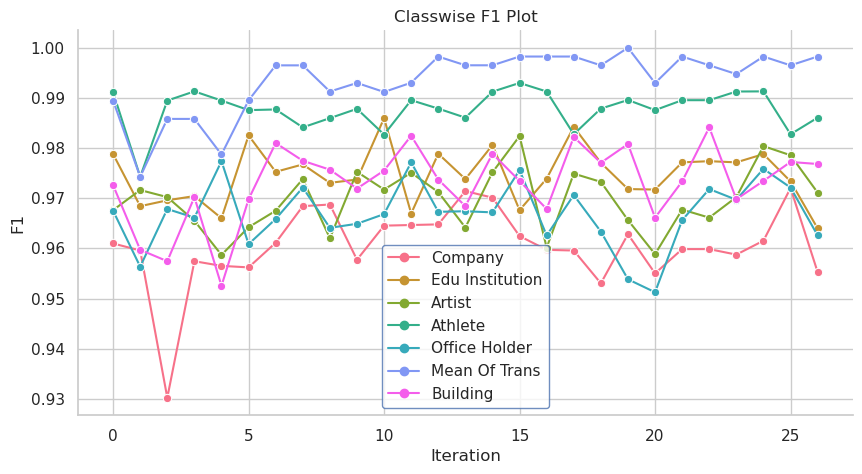 Classwise F1 Plot
1.00
0.99
0.98
0.97
0.96
0.95
0.94
0.93
F1
Company
Edu Institution
Artist
Athlete
Office Holder
Mean Of Trans
Building
0 5 10 15 20 25
Iteration